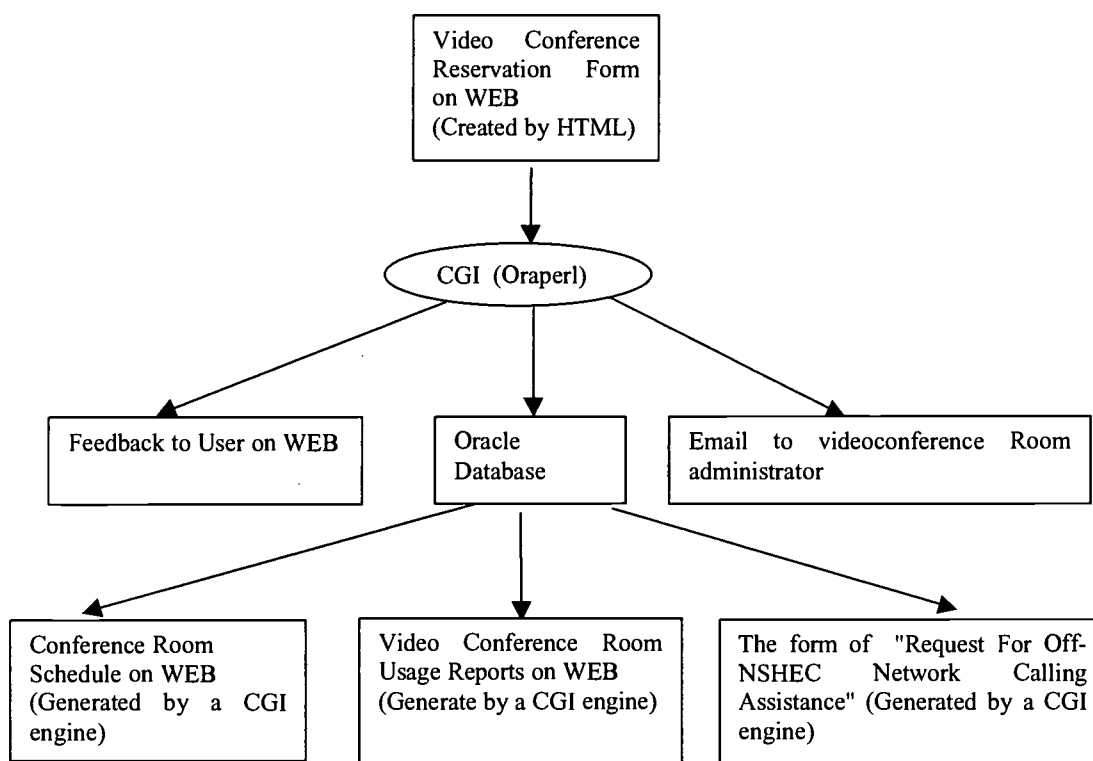 Video Conference
Reservation Form
on WEB
(Created by HTML)
CGI (Oraperl)
Feedback to User on WEB
Oracle
Database
Email to videoconference Room
administrator
Conference Room
Schedule on WEB
(Generated by a CGI
engine)
Video Conference Room
Usage Reports on WEB
(Generate by a CGI engine)
The form of "Request For Off-
NSHEC Network Calling
Assistance" (Generated by a CGI
engine)